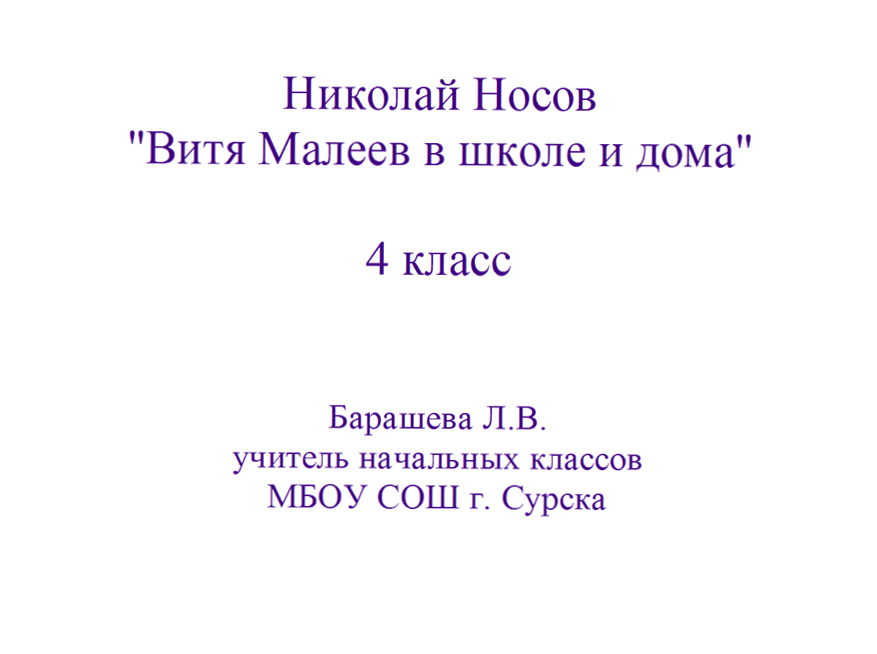 Николай Носов
"Витя Малеев в школе и дома"
4 класс
Барашева Л.В.
учитель начальных классов
МБОУ СОШ г. Сурска